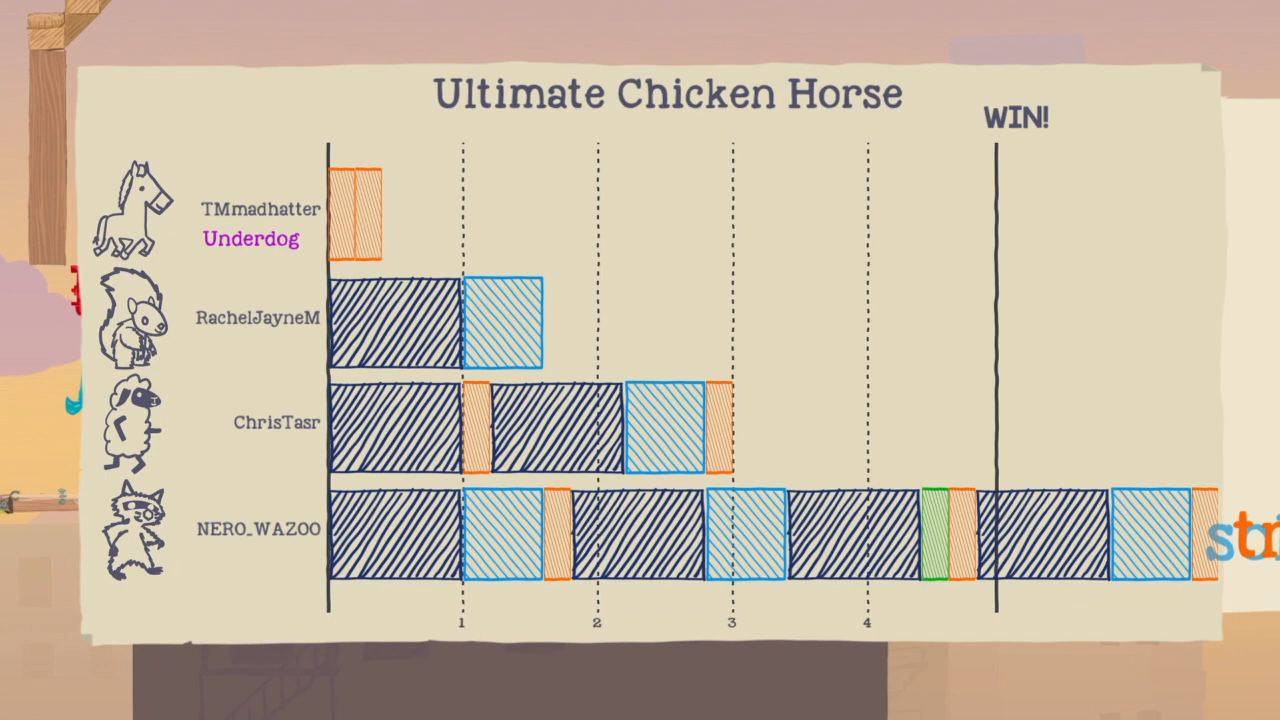 Ultimate Chicken Horse
WIN!
TMmadhatter
Underdog
RachelJayneM
ChrisTasr
NERO_WAZOO
1
2
3
4